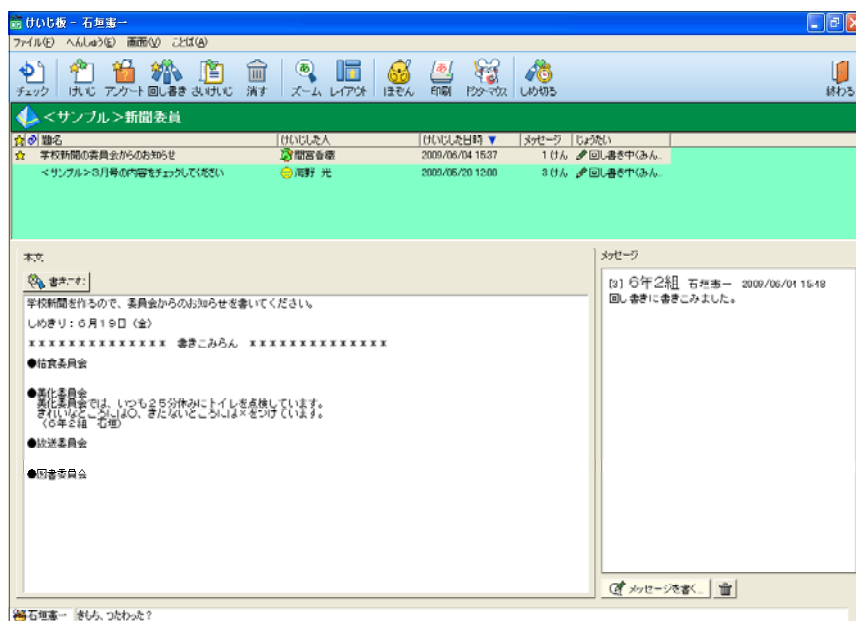 けいじ板 - 石垣憲一
ファイル(F) へんしゅう(E) 画面(V) ことば(A)
チェック けいじ アンケート 回し書き さいけいじ 消す ズーム レイアウト ほぞん 印刷 ドクターマウス しめ切る 終わる
<サンプル>新聞委員
題名 けいじした人 けいじした日時 ▼ メッセージ じょうたい
学校新聞の委員会からのお知らせ 間宮香織 2009/06/04 15:37 1けん 回し書き中(みん..
<サンプル>3月号の内容をチェックしてください 河野 光 2009/05/20 12:00 3けん 回し書き中(みん..
本文
書きこむ
学校新聞を作るので、委員会からのお知らせを書いてください。
しめきり:6月19日(金)
××××××××××××××× 書きこみらん ×××××××××××××××
●給食委員会
●美化委員会
美化委員会では、いつも25分休みにトイレを点検しています。
きれいなところには○、きたないところには×をつけています。
(6年2組 石垣)
●放送委員会
●図書委員会
メッセージ
[3] 6年2組 石垣憲一 2009/06/04 15:48
回し書きに書きこみました。
メッセージを書く...
石垣憲一 きもち、つたわった?